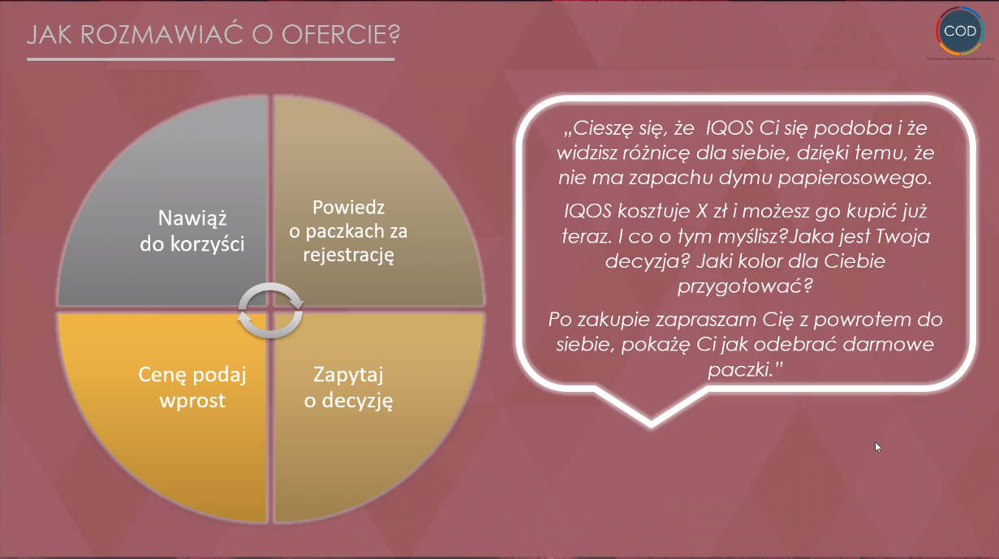 JAK ROZMAWIAĆ O OFERCIE?
COD
Nawiąż
do korzyści
Powiedz
o paczkach za
rejestrację
Cenę podaj
wprost
Zapytaj
o decyzję
„Cieszę się, że IQOS Ci się podoba i że
widzisz różnicę dla siebie, dzięki temu, że
nie ma zapachu dymu papierosowego.
IQOS kosztuje X zł i możesz go kupić już
teraz. I co o tym myślisz?Jaka jest Twoja
decyzja? Jaki kolor dla Ciebie
przygotować?
Po zakupie zapraszam Cię z powrotem do
siebie, pokażę Ci jak odebrać darmowe
paczki.”